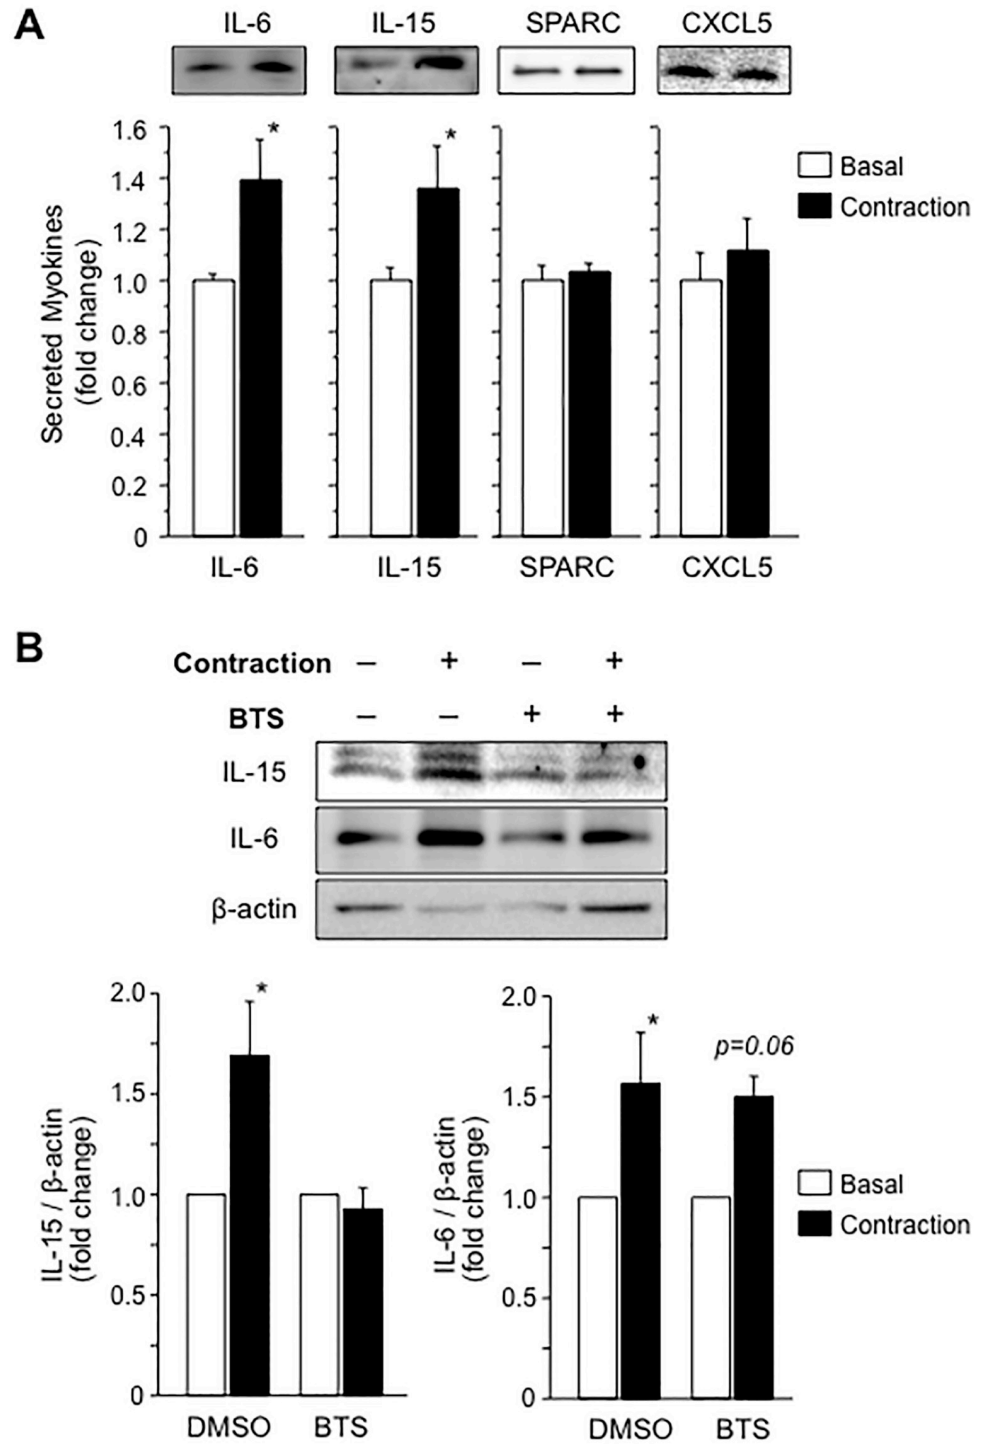 A
IL-6 IL-15 SPARC CXCL5
1.6
1.4
1.2
1.0
0.8
0.6
0.4
0.2
0
Secreted Myokines
(fold change)
* *
Basal
Contraction
IL-6 IL-15 SPARC CXCL5
B
Contraction – + – +
BTS – – + +
IL-15
IL-6
β-actin
2.0
1.5
1.0
0.5
0
IL-15 / β-actin
(fold change)
*
DMSO BTS
2.0
1.5
1.0
0.5
0
IL-6 / β-actin
(fold change)
*
p=0.06
DMSO BTS
Basal
Contraction